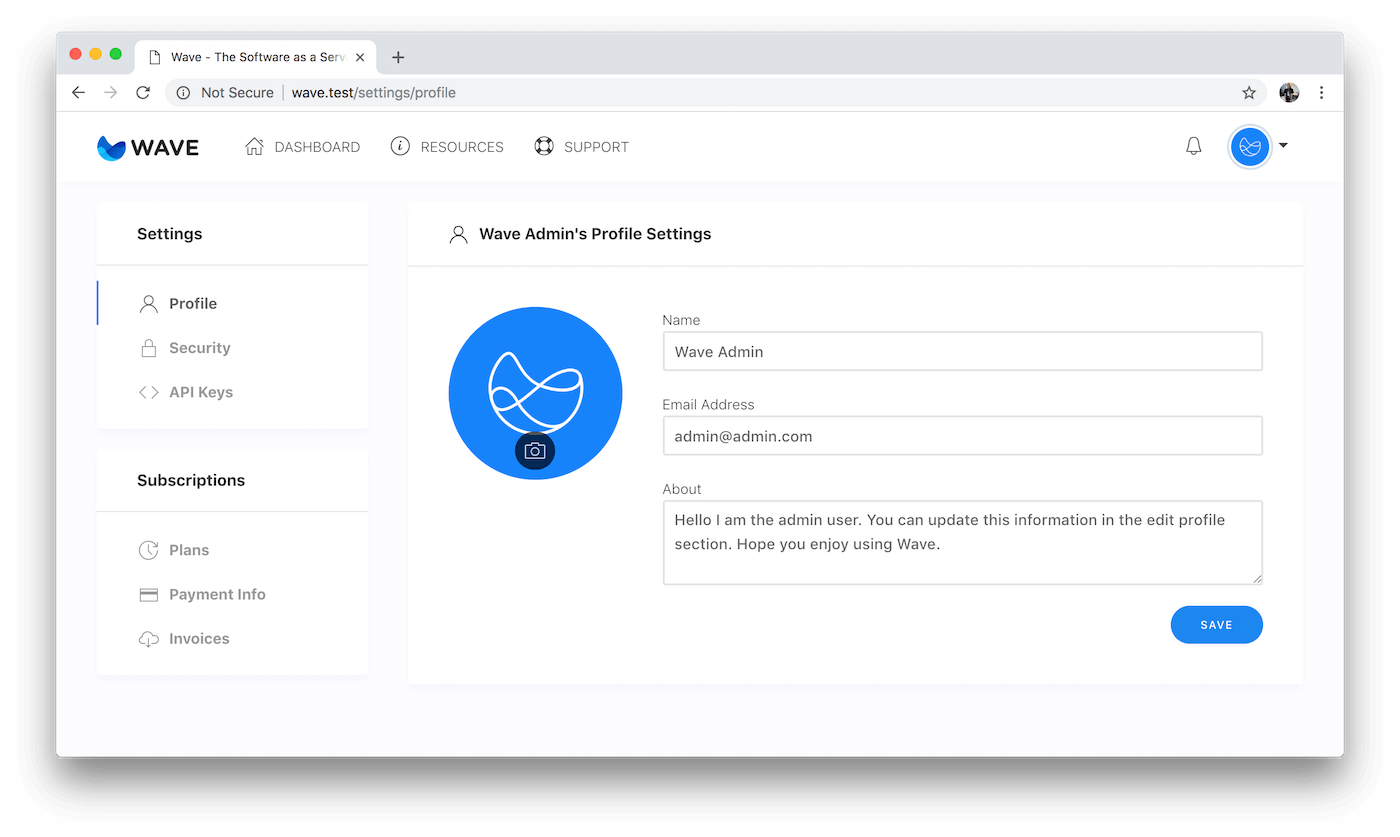 Wave - The Software as a Serv
Not Secure | wave.test/settings/profile
WAVE DASHBOARD RESOURCES SUPPORT
Settings
Profile
Security
API Keys
Subscriptions
Plans
Payment Info
Invoices
Wave Admin's Profile Settings
Name
Wave Admin
Email Address
admin@admin.com
About
Hello I am the admin user. You can update this information in the edit profile
section. Hope you enjoy using Wave.
SAVE